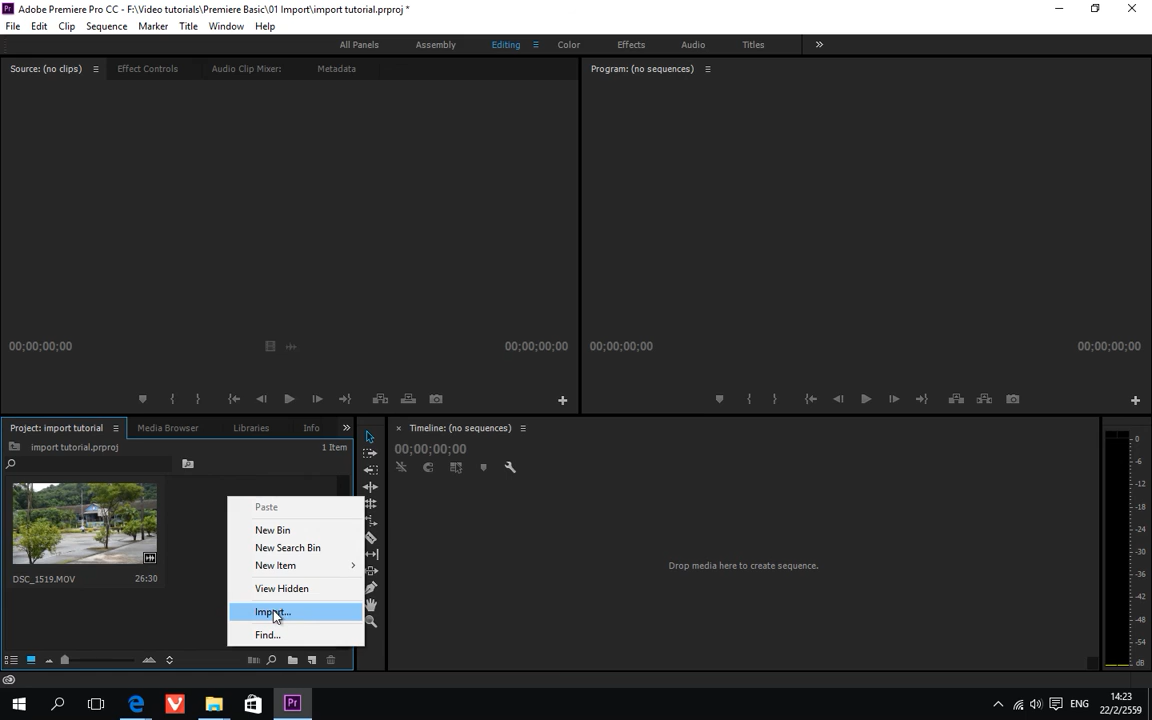 Pr Adobe Premiere Pro CC - F:\Video tutorials\Premiere Basic\01 Import\import tutorial.prproj *
File Edit Clip Sequence Marker Title Window Help
All Panels Assembly Editing Color Effects Audio Titles
Source: (no clips) Effect Controls Audio Clip Mixer: Metadata
Program: (no sequences)
00;00;00;00 00;00;00;00
00;00;00;00 00;00;00;00
Project: import tutorial Media Browser Libraries Info
import tutorial.prproj 1 Item
DSC_1519.MOV 26:30
Paste
New Bin
New Search Bin
New Item
View Hidden
Import...
Find...
Timeline: (no sequences)
00;00;00;00
Drop media here to create sequence.
0
-6
-12
-18
-24
-30
-36
-42
-48
-54
dB
Pr
ENG
14:23
22/2/2559